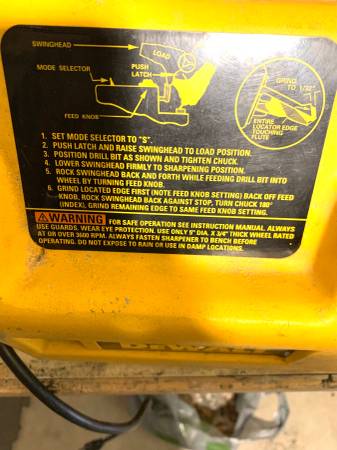 SWINGHEAD
LOAD
MODE SELECTOR
PUSH
LATCH
FEED KNOB
GRIND
TO 1/32"
ENTIRE
LOCATOR EDGE
TOUCHING
FLUTE
1. SET MODE SELECTOR TO "S".
2. PUSH LATCH AND RAISE SWINGHEAD TO LOAD POSITION.
3. POSITION DRILL BIT AS SHOWN AND TIGHTEN CHUCK.
4. LOWER SWINGHEAD FIRMLY TO SHARPENING POSITION.
5. ROCK SWINGHEAD BACK AND FORTH WHILE FEEDING DRILL BIT INTO
WHEEL BY TURNING FEED KNOB.
6. GRIND LOCATED EDGE FIRST (NOTE FEED KNOB SETTING) BACK OFF FEED
KNOB, ROCK SWINGHEAD BACK AGAINST STOP, TURN CHUCK 180°
(INDEX), GRIND REMAINING EDGE TO SAME FEED KNOB SETTING.
WARNING FOR SAFE OPERATION SEE INSTRUCTION MANUAL. ALWAYS
USE GUARDS. WEAR EYE PROTECTION. USE ONLY 5" DIA. X 3/4" THICK WHEEL RATED
AT OR OVER 3600 RPM. ALWAYS FASTEN SHARPENER TO BENCH BEFORE
OPERATING. DO NOT EXPOSE TO RAIN OR USE IN DAMP LOCATIONS.